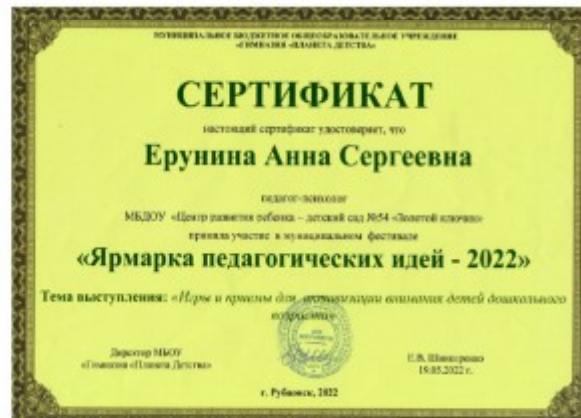 МУНИЦИПАЛЬНОЕ БЮДЖЕТНОЕ ОБЩЕОБРАЗОВАТЕЛЬНОЕ УЧРЕЖДЕНИЕ
«ГИМНАЗИЯ «ПЛАНЕТА ДЕТСТВА»
СЕРТИФИКАТ
настоящий сертификат удостоверяет, что
Ерунина Анна Сергеевна
педагог-психолог
МБДОУ «Центр развития ребенка – детский сад №54 «Золотой ключик»
приняла участие в муниципальном фестивале
«Ярмарка педагогических идей - 2022»
Тема выступления: «Игры и приемы для активизации внимания детей дошкольного
возраста»
Директор МБОУ
«Гимназия «Планета Детства»
Е.В.
19.05.2022 г.
г. Рубцовск, 2022